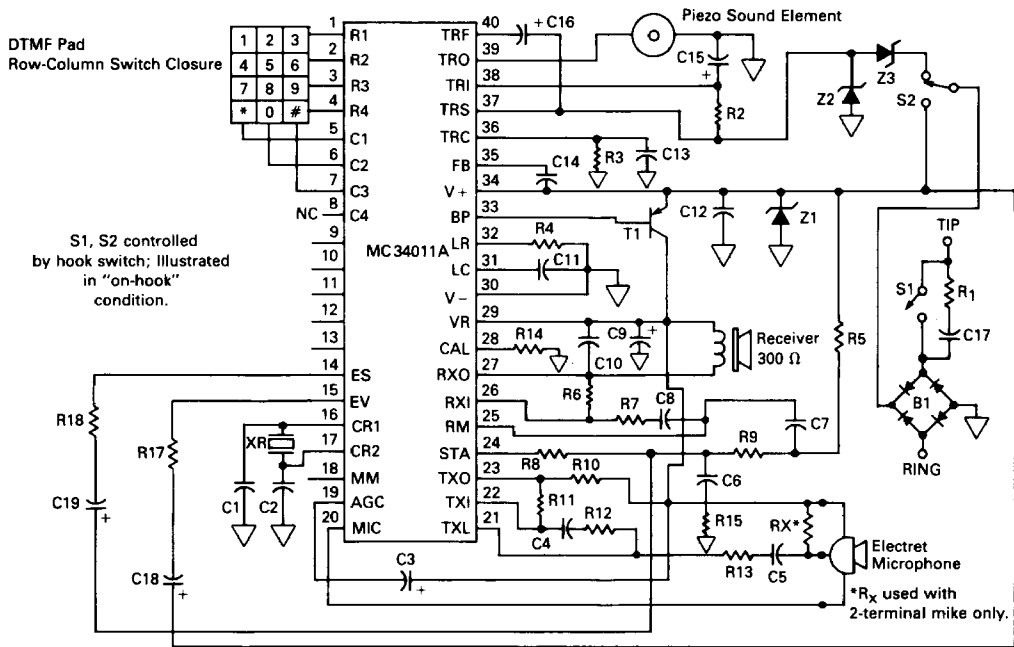 DTMF Pad
Row-Column Switch Closure
1 2 3
4 5 6
7 8 9
* 0 #
S1, S2 controlled
by hook switch; Illustrated
in "on-hook"
condition.
MC34011A
1 R1
2 R2
3 R3
4 R4
5 C1
6 C2
7 C3
NC 8 C4
9
10
11
12
13
14 ES
15 EV
16 CR1
17 CR2
18 MM
19 AGC
20 MIC
40 TRF
39 TRO
38 TRI
37 TRS
36 TRC
35 FB
34 V+
33 BP
32 LR
31 LC
30 V−
29 VR
28 CAL
27 RXO
26 RXI
25 RM
24 STA
23 TXO
22 TXI
21 TXL
+ C16
Piezo Sound Element
C15
+
R2
Z2
Z3
S2
R3
C13
C14
T1
C12
Z1
R4
C11
R14
C9 +
C10
Receiver
300 Ω
R5
TIP
S1
R1
C17
B1
RING
R6
R7
C8
C7
R8
R9
R10
C6
R11
R12
C4
R15
RX*
R13
C5
Electret
Microphone
*RX used with
2-terminal mike only.
R18
R17
XR
C19
+
C1
C2
C18
+
C3
+